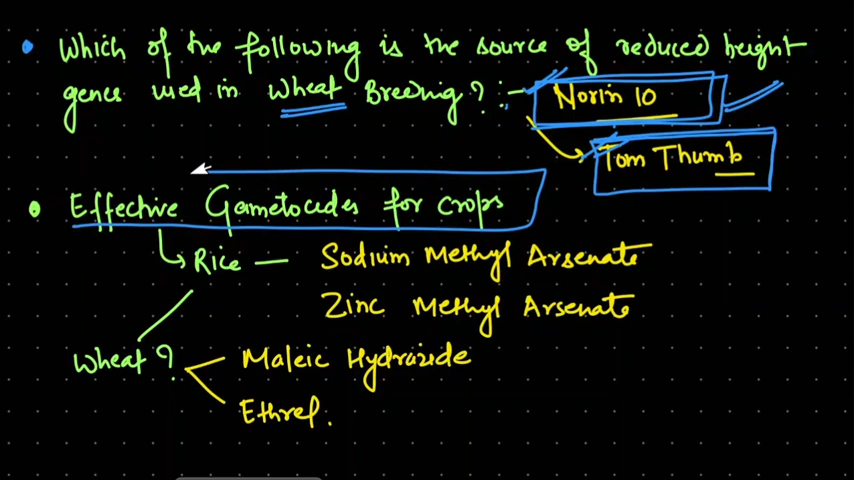 • Which of the following is the source of reduced height
genes used in Wheat Breeding? :- Norin 10
Tom Thumb
• Effective Gametocides for crops
Rice — Sodium Methyl Arsenate
Zinc Methyl Arsenate
Wheat ? Maleic Hydrazide
Ethrel.